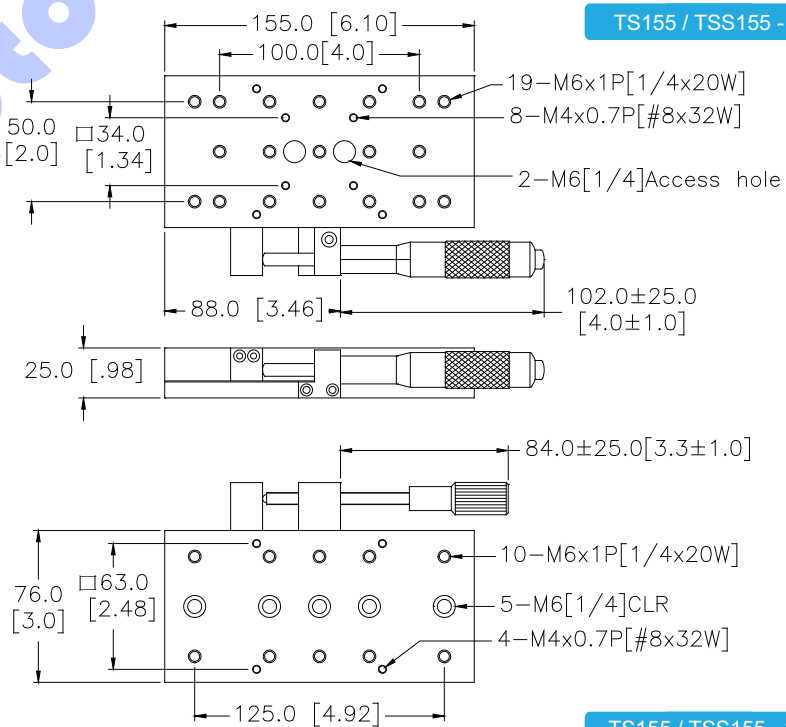 155.0 [6.10]
TS155 / TSS155 -
100.0[4.0]
19-M6x1P[1/4x20W]
8-M4x0.7P[#8x32W]
50.0
[2.0]
□34.0
[1.34]
2-M6[1/4]Access hole
88.0 [3.46]
102.0±25.0
[4.0±1.0]
25.0 [.98]
84.0±25.0[3.3±1.0]
10-M6x1P[1/4x20W]
76.0
[3.0]
□63.0
[2.48]
5-M6[1/4]CLR
4-M4x0.7P[#8x32W]
125.0 [4.92]
TS155 / TSS155